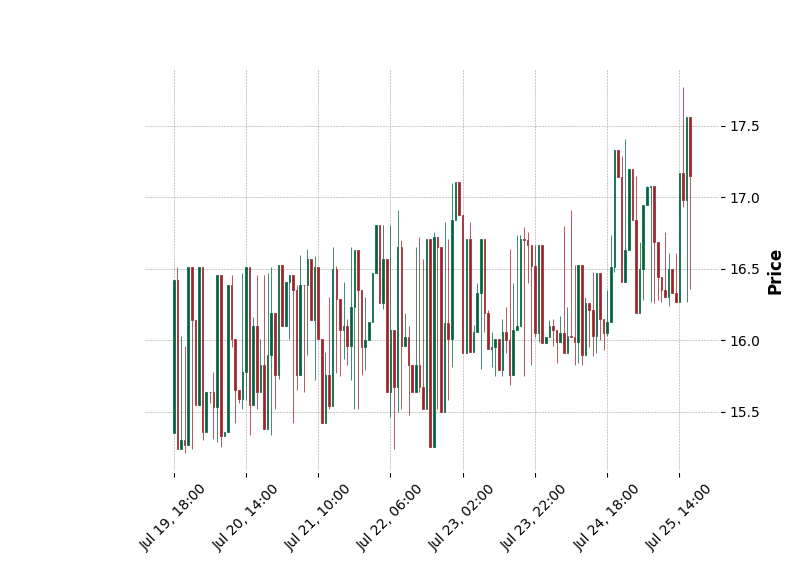 17.5
17.0
16.5
16.0
15.5
Price
Jul 19, 18:00
Jul 20, 14:00
Jul 21, 10:00
Jul 22, 06:00
Jul 23, 02:00
Jul 23, 22:00
Jul 24, 18:00
Jul 25, 14:00